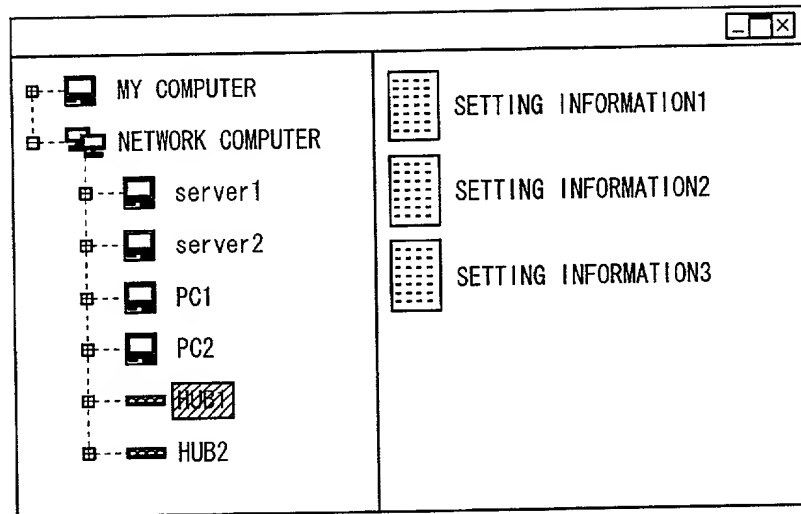 MY COMPUTER
NETWORK COMPUTER
server1
server2
PC1
PC2
HUB1
HUB2
SETTING INFORMATION1
SETTING INFORMATION2
SETTING INFORMATION3